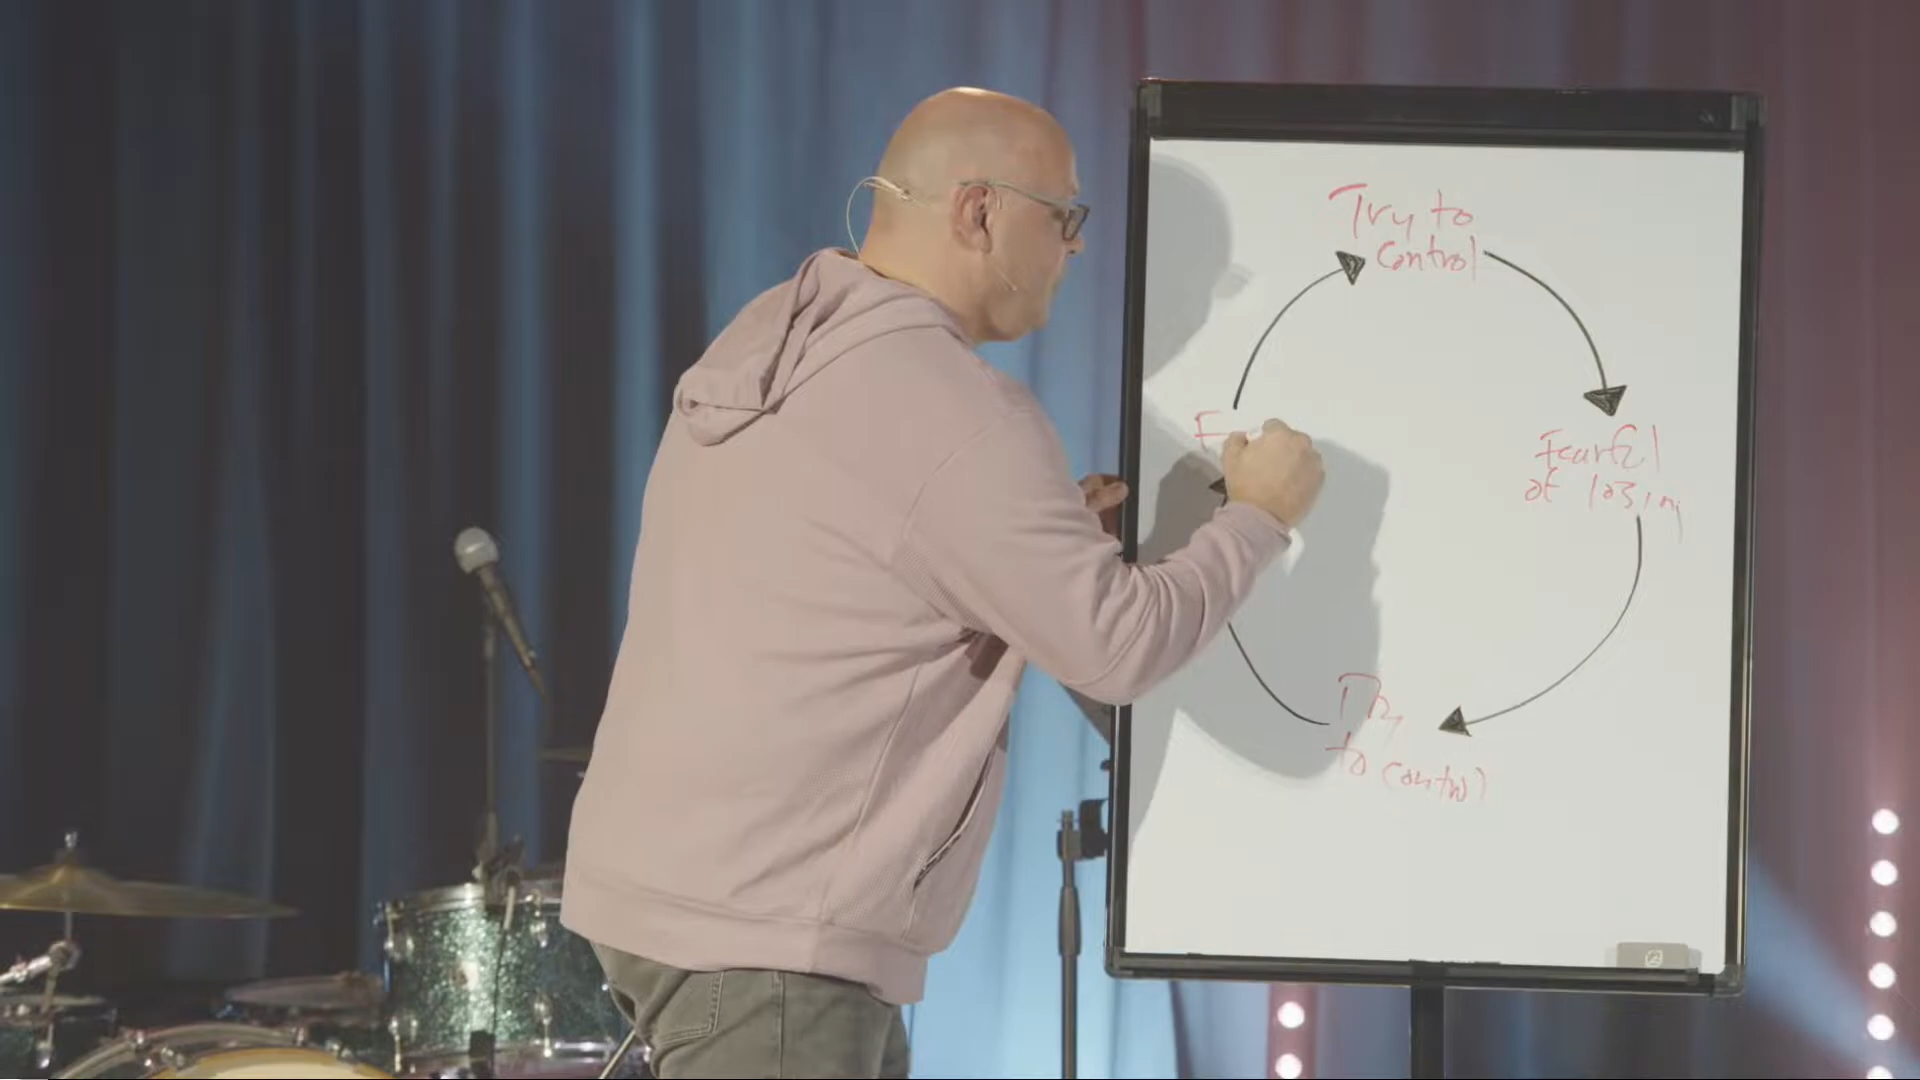 Try to
control
Fearful
of losing
Try
to control